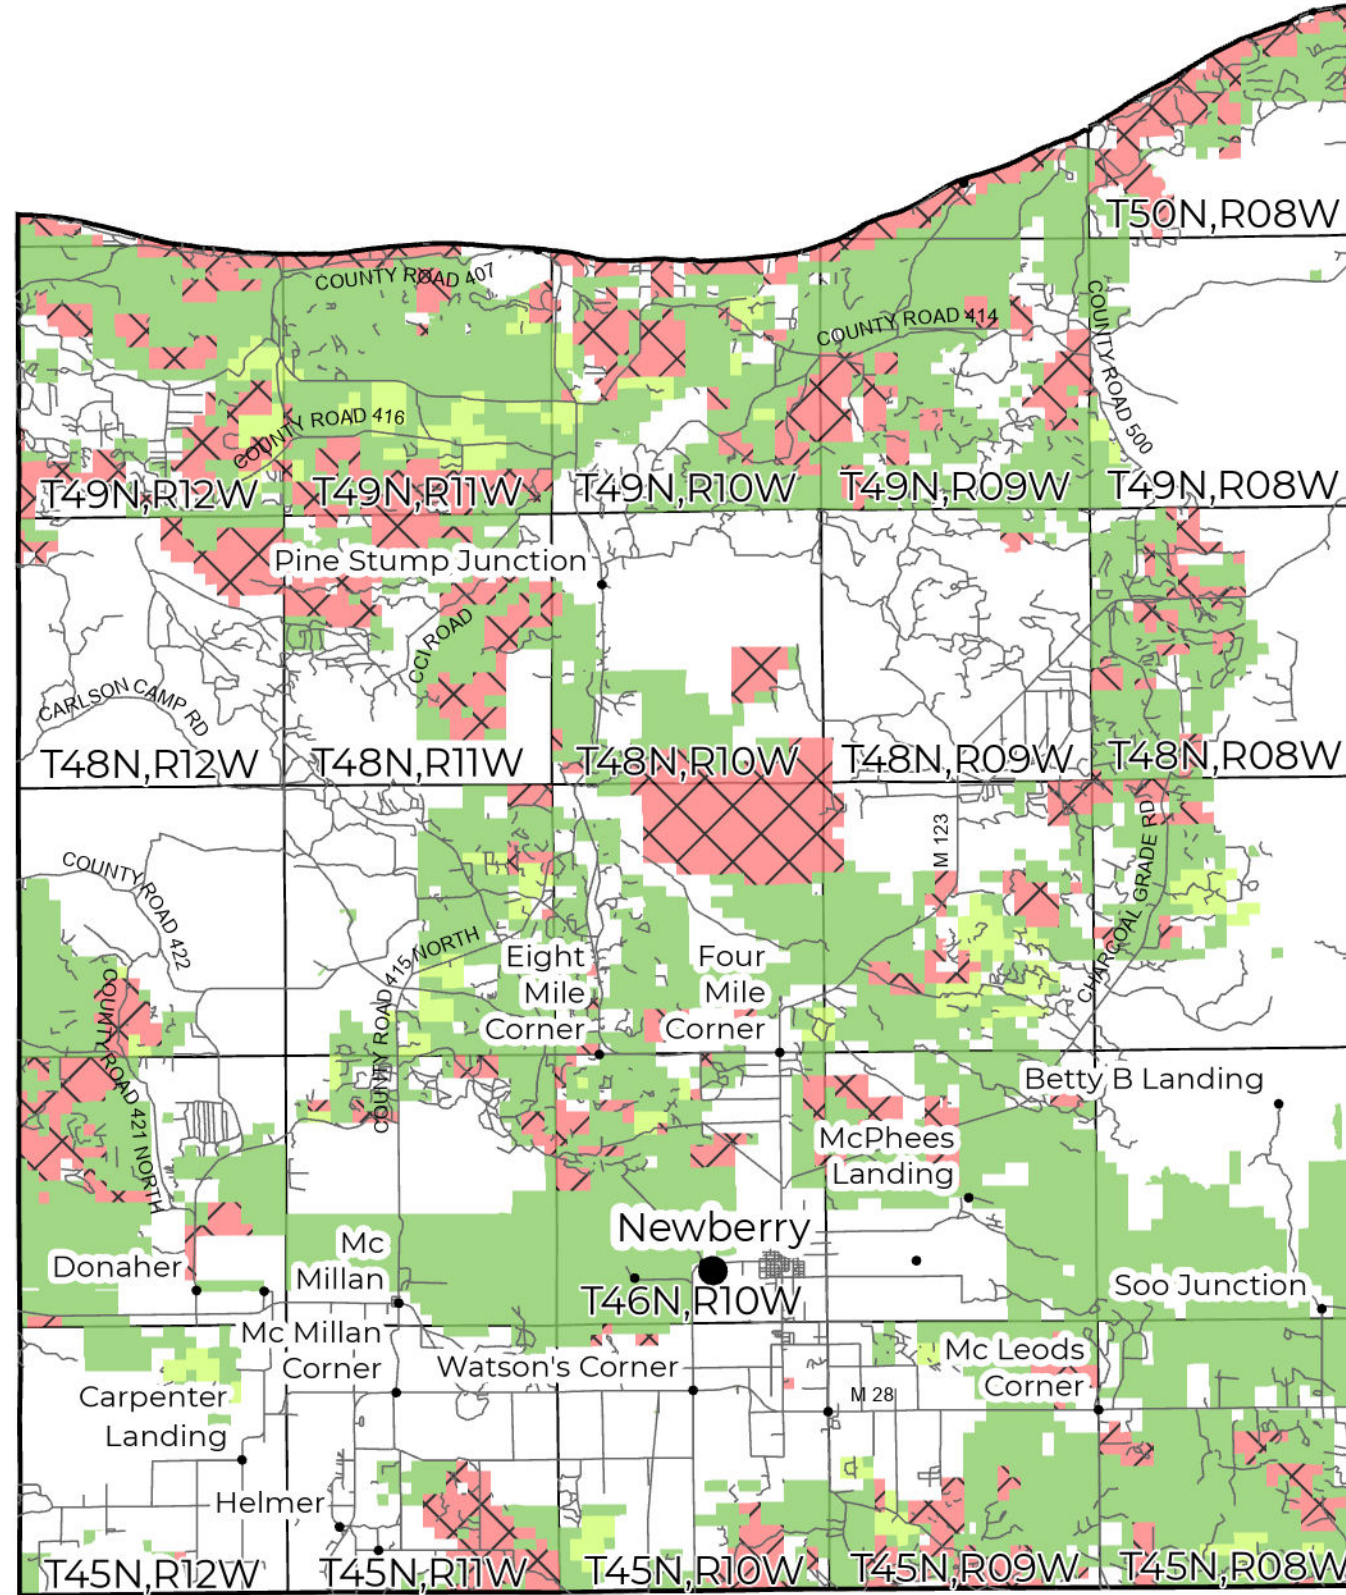 T50N,R08W
COUNTY ROAD 407
COUNTY ROAD 414
COUNTY ROAD 500
COUNTY ROAD 416
T49N,R12W
T49N,R11W
T49N,R10W
T49N,R09W
T49N,R08W
Pine Stump Junction
CCI ROAD
CARLSON CAMP RD
T48N,R12W
T48N,R11W
T48N,R10W
T48N,R09W
T48N,R08W
M 123
CHARCOAL GRADE RD
COUNTY ROAD 422
COUNTY ROAD 415 NORTH
Eight
Mile
Corner
Four
Mile
Corner
COUNTY ROAD 421 NORTH
COUNTY ROAD
Betty B Landing
McPhees
Landing
Newberry
Donaher
Mc
Millan
T46N,R10W
Soo Junction
Mc Millan
Corner
Watson's Corner
Mc Leods
Corner
M 28
Carpenter
Landing
Helmer
T45N,R12W
T45N,R11W
T45N,R10W
T45N,R09W
T45N,R08W